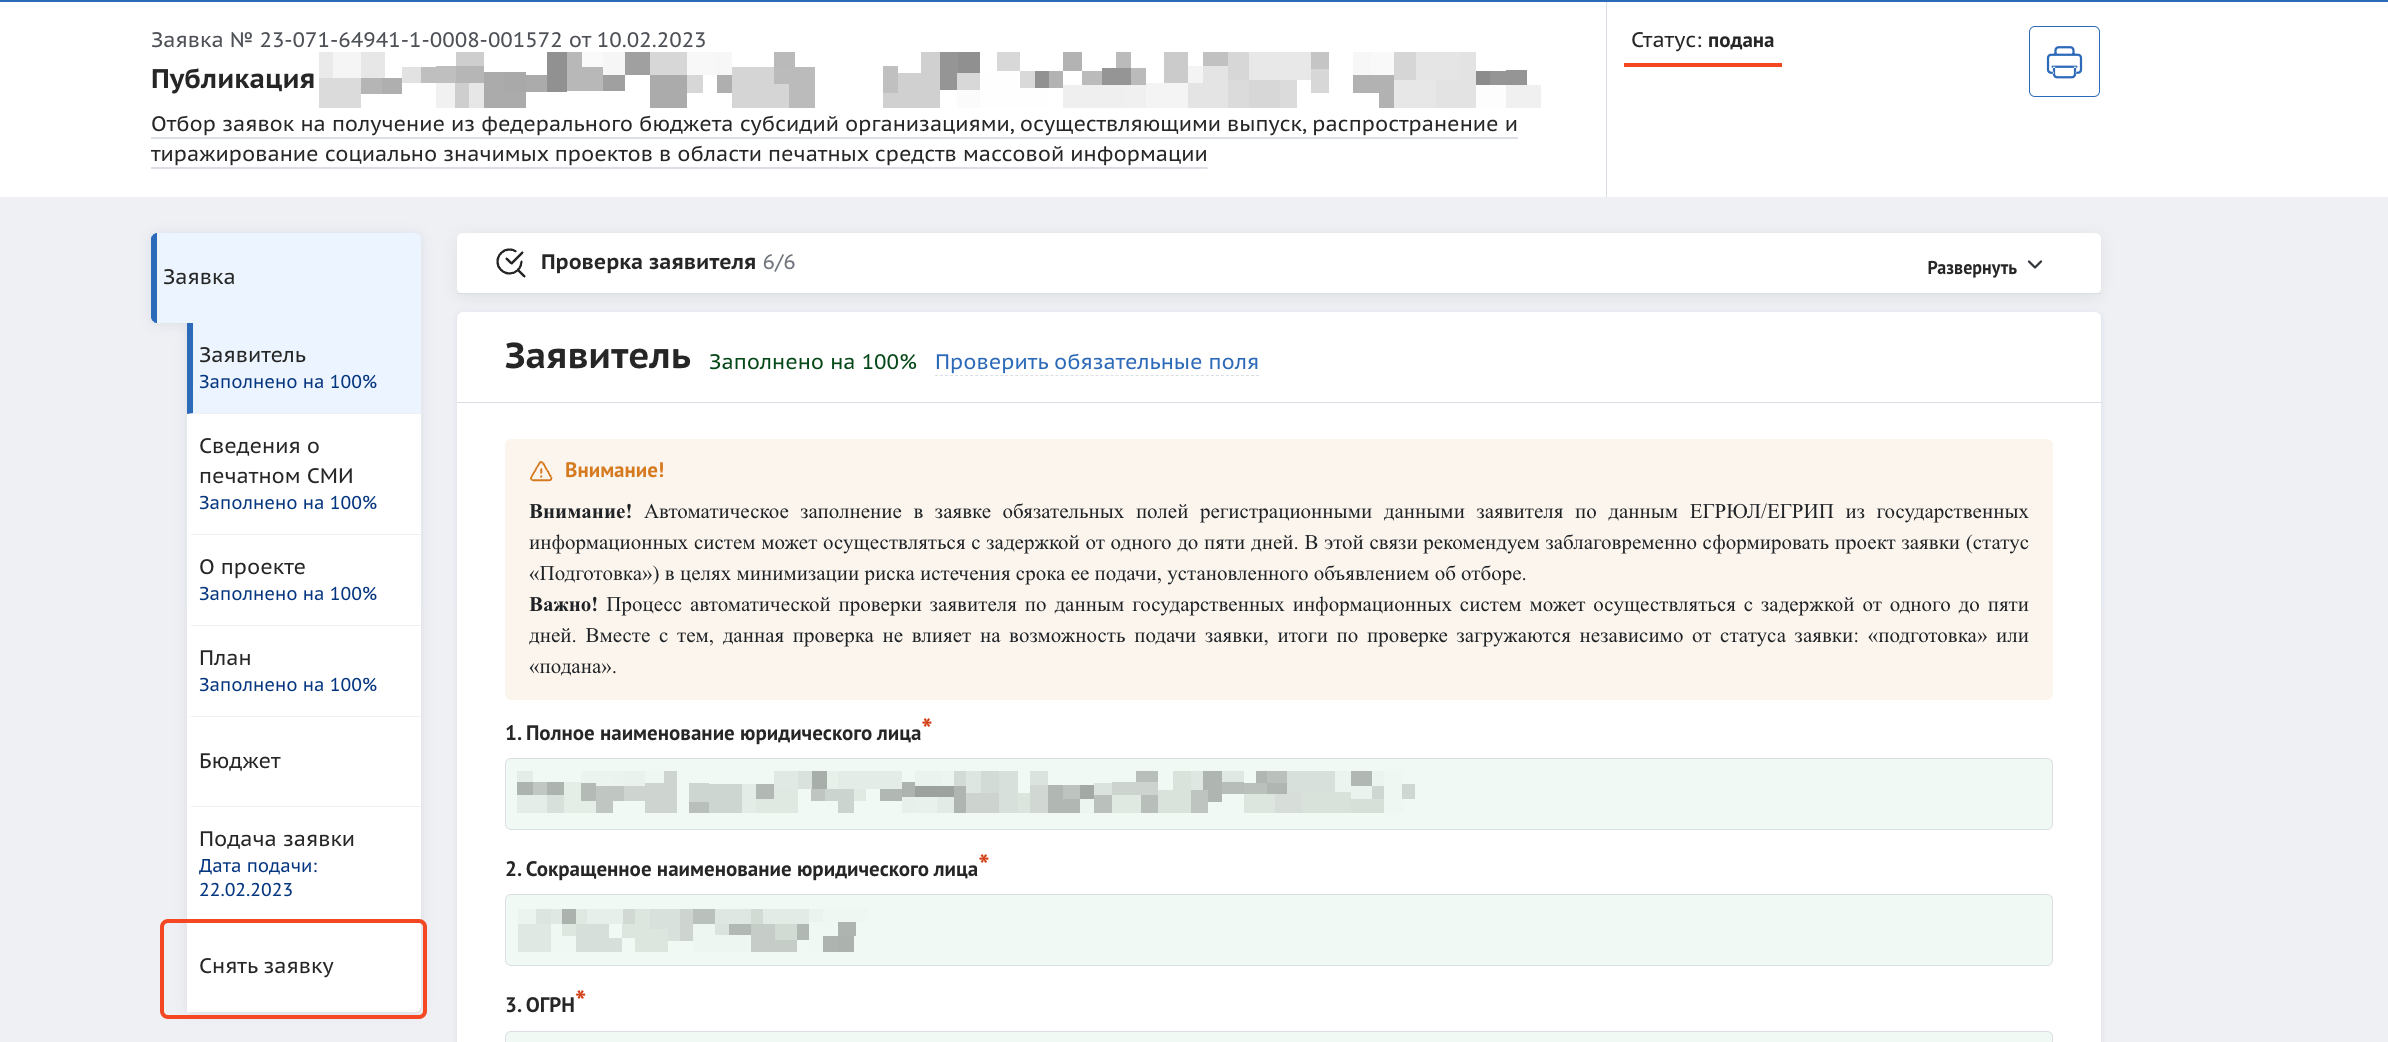 Заявка № 23-071-64941-1-0008-001572 от 10.02.2023
Публикация
Отбор заявок на получение из федерального бюджета субсидий организациями, осуществляющими выпуск, распространение и
тиражирование социально значимых проектов в области печатных средств массовой информации
Статус: подана
Заявка
Заявитель
Заполнено на 100%
Сведения о
печатном СМИ
Заполнено на 100%
О проекте
Заполнено на 100%
План
Заполнено на 100%
Бюджет
Подача заявки
Дата подачи:
22.02.2023
Снять заявку
Проверка заявителя 6/6
Развернуть
Заявитель Заполнено на 100% Проверить обязательные поля
Внимание!
Внимание! Автоматическое заполнение в заявке обязательных полей регистрационными данными заявителя по данным ЕГРЮЛ/ЕГРИП из государственных
информационных систем может осуществляться с задержкой от одного до пяти дней. В этой связи рекомендуем заблаговременно сформировать проект заявки (статус
«Подготовка») в целях минимизации риска истечения срока ее подачи, установленного объявлением об отборе.
Важно! Процесс автоматической проверки заявителя по данным государственных информационных систем может осуществляться с задержкой от одного до пяти
дней. Вместе с тем, данная проверка не влияет на возможность подачи заявки, итоги по проверке загружаются независимо от статуса заявки: «подготовка» или
«подана».
1. Полное наименование юридического лица*
2. Сокращенное наименование юридического лица*
3. ОГРН*